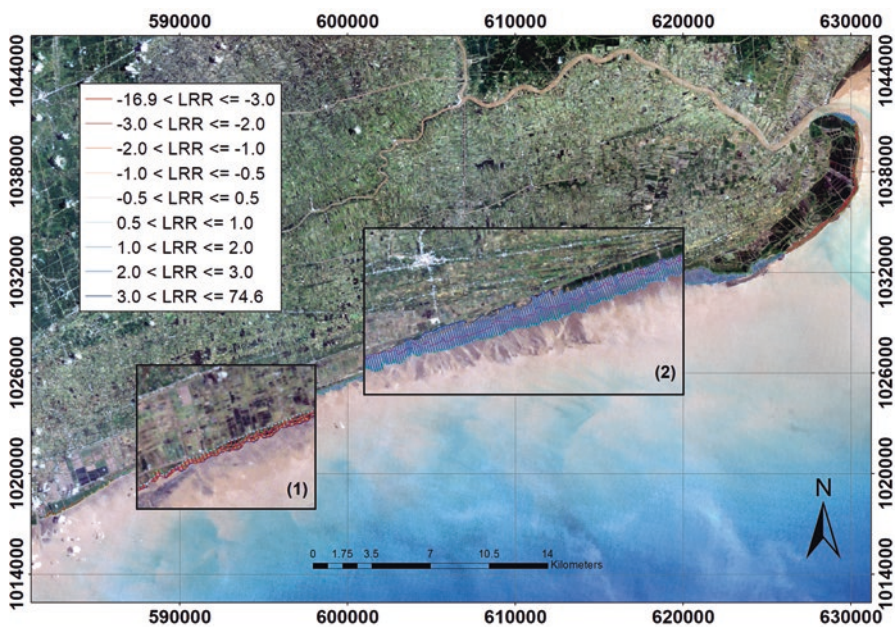 590000 600000 610000 620000 630000
1044000 1044000
-16.9 < LRR <= -3.0
-3.0 < LRR <= -2.0
-2.0 < LRR <= -1.0
-1.0 < LRR <= -0.5
-0.5 < LRR <= 0.5
0.5 < LRR <= 1.0
1.0 < LRR <= 2.0
2.0 < LRR <= 3.0
3.0 < LRR <= 74.6
1038000 1038000
1032000 1032000
1026000 1026000
(2)
(1)
1020000 1020000
N
0 1.75 3.5 7 10.5 14
Kilometers
1014000 1014000
590000 600000 610000 620000 630000